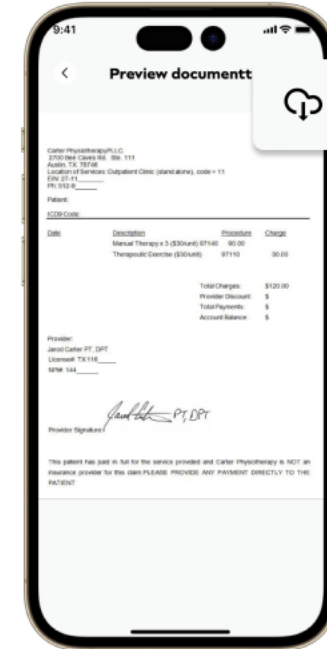 9:41
Preview documentt
Carter Physiotherapy PLLC
2700 Bee Caves Rd. Ste. 111
Austin, TX, 78746
Location of Services: Outpatient Clinic (stand alone), code = 11
EIN: 27-11
Ph: 512-8
Patient:
ICD9 Code:
Date Description Procedure Charge
Manual Therapy x 3 ($30/unit) 97140 90.00
Therapeutic Exercise ($30/unit) 97110 30.00
Total Charges: $120.00
Provider Discount: $
Total Payments: $
Account Balance: $
Provider:
Jarod Carter PT, DPT
License#: TX116
NPI#: 144
PT, DPT
Provider Signature:
This patient has paid in full for the service provided and Carter Physiotherapy is NOT an
insurance provider for this claim PLEASE PROVIDE ANY PAYMENT DIRECTLY TO THE
PATIENT